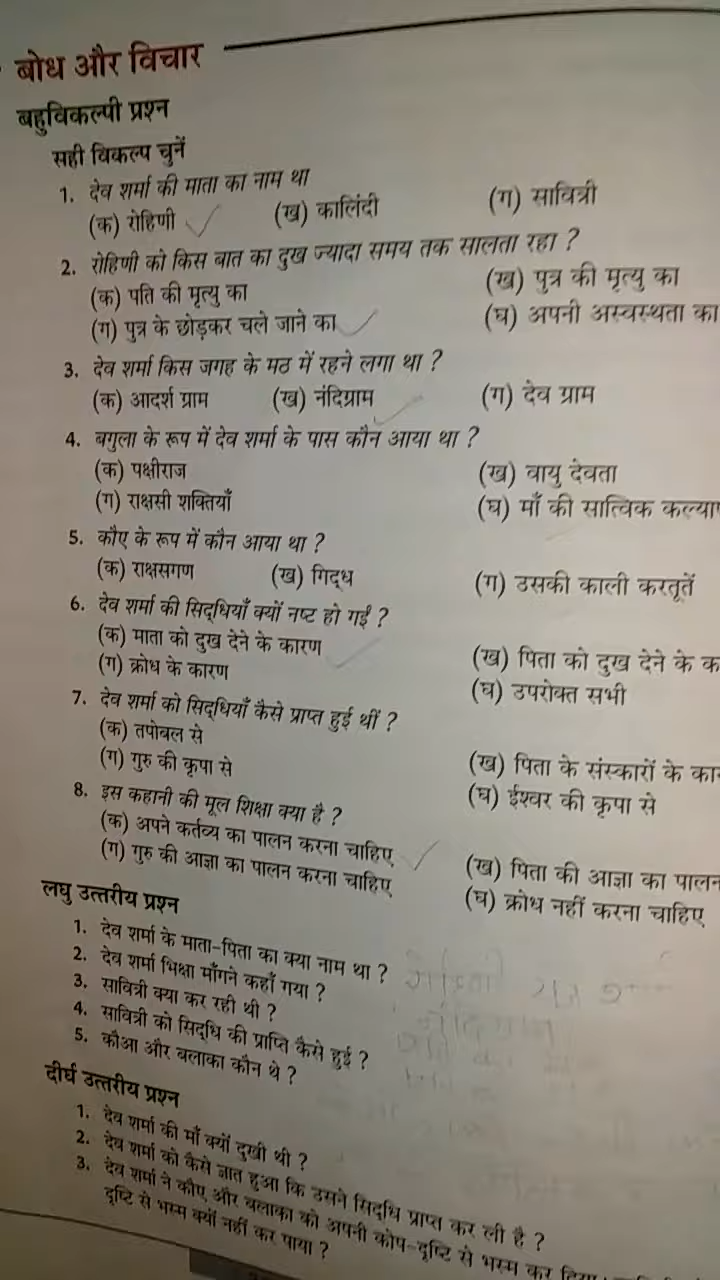 बोध और विचार
बहुविकल्पी प्रश्न
सही विकल्प चुनें
1. देव शर्मा की माता का नाम था
(क) रोहिणी (ख) कालिंदी (ग) सावित्री
2. रोहिणी को किस बात का दुख ज्यादा समय तक सालता रहा ?
(क) पति की मृत्यु का (ख) पुत्र की मृत्यु का
(ग) पुत्र के छोड़कर चले जाने का (घ) अपनी अस्वस्थता का
3. देव शर्मा किस जगह के मठ में रहने लगा था ?
(क) आदर्श ग्राम (ख) नंदिग्राम (ग) देव ग्राम
4. बगुला के रूप में देव शर्मा के पास कौन आया था ?
(क) पक्षीराज (ख) वायु देवता
(ग) राक्षसी शक्तियाँ (घ) माँ की सात्विक
5. कौए के रूप में कौन आया था ?
(क) राक्षसगण (ख) गिद्ध (ग) उसकी काली करतूतें
6. देव शर्मा की सिद्धियाँ क्यों नष्ट हो गईं ?
(क) माता को दुख देने के कारण (ख) पिता को दुख देने के
(ग) क्रोध के कारण (घ) उपरोक्त सभी
7. देव शर्मा को सिद्धियाँ कैसे प्राप्त हुई थीं ?
(क) तपोबल से (ख) पिता के संस्कारों के
(ग) गुरु की कृपा से (घ) ईश्वर की कृपा से
8. इस कहानी की मूल शिक्षा क्या है ?
(क) अपने कर्तव्य का पालन करना चाहिए (ख) पिता की आज्ञा का पालन
(ग) गुरु की आज्ञा का पालन करना चाहिए (घ) क्रोध नहीं करना चाहिए
लघु उत्तरीय प्रश्न
1. देव शर्मा के माता-पिता का क्या नाम था ?
2. देव शर्मा भिक्षा माँगने कहाँ गया ?
3. सावित्री क्या कर रही थी ?
4. सावित्री को सिद्धि की प्राप्ति कैसे हुई ?
5. कौआ और बलाका कौन थे ?
दीर्घ उत्तरीय प्रश्न
1. देव शर्मा की माँ क्यों दुखी थी ?
2. देव शर्मा को कैसे ज्ञात हुआ कि उसने सिद्धि प्राप्त कर ली है ?
3. देव शर्मा ने कौए और बलाका को अपनी कोप-दृष्टि से भस्म कर दिया
दृष्टि से भस्म क्यों नहीं कर पाया ?